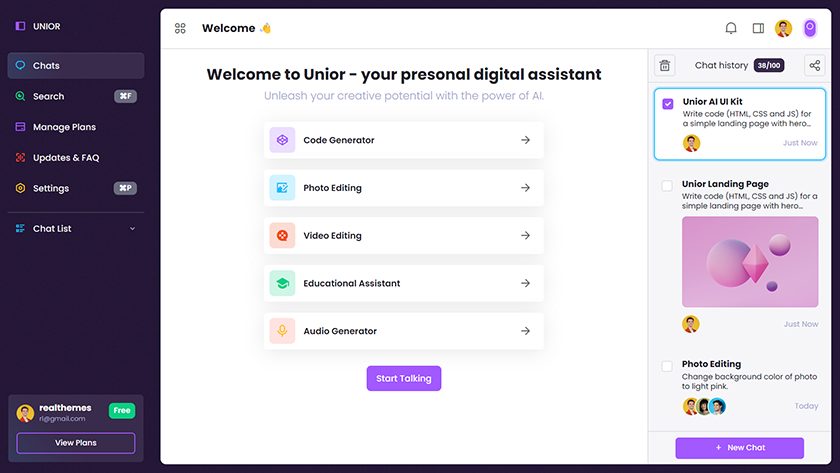 UNIOR
Chats
Search
⌘F
Manage Plans
Updates & FAQ
Settings
⌘P
Chat List
realthemes
rl@gmail.com
Free
View Plans
Welcome 👋
Welcome to Unior - your presonal digital assistant
Unleash your creative potential with the power of AI.
Code Generator
Photo Editing
Video Editing
Educational Assistant
Audio Generator
Start Talking
Chat history
38/100
Unior AI UI Kit
Write code (HTML, CSS and JS) for
a simple landing page with hero...
Just Now
Unior Landing Page
Write code (HTML, CSS and JS) for a
simple landing page with hero...
Just Now
Photo Editing
Change background color of photo
to light pink.
Today
+ New Chat